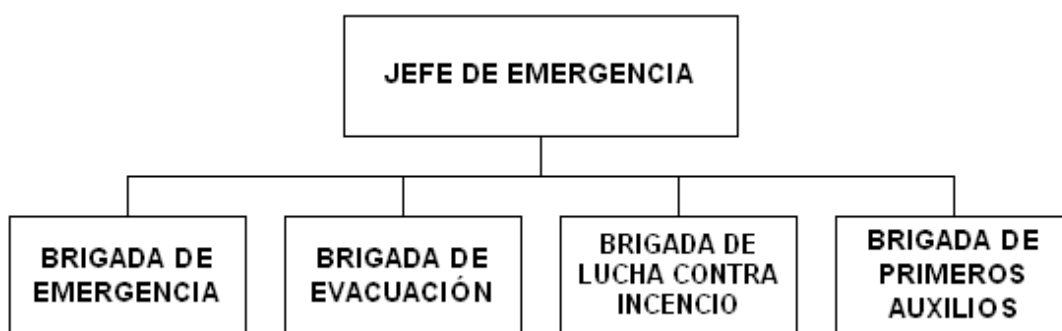 JEFE DE EMERGENCIA
BRIGADA DE
EMERGENCIA
BRIGADA DE
EVACUACIÓN
BRIGADA DE
LUCHA CONTRA
INCENCIO
BRIGADA DE
PRIMEROS
AUXILIOS